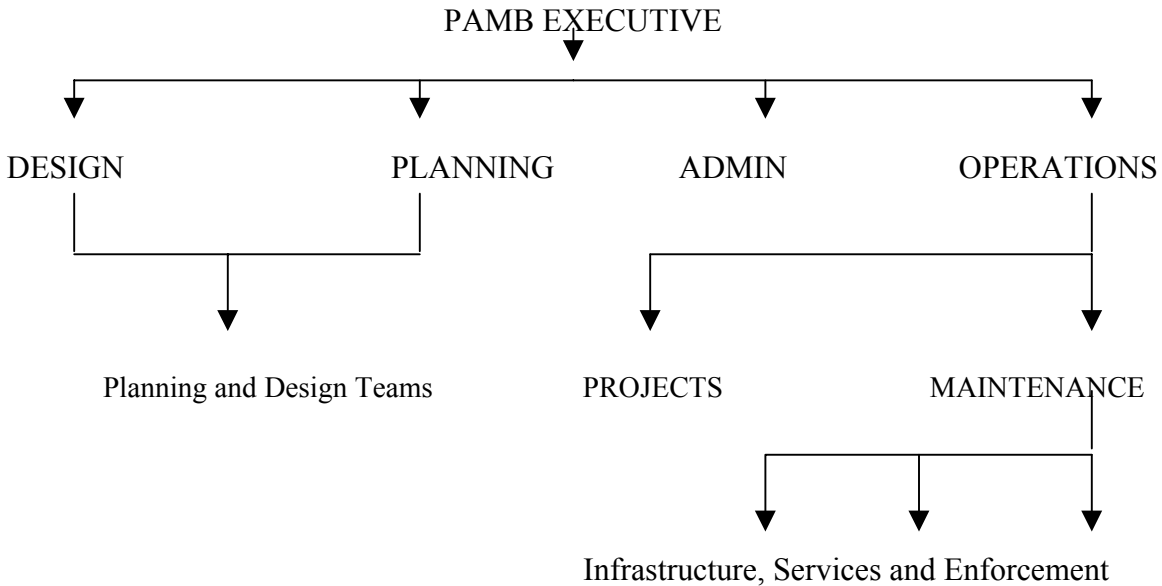 PAMB EXECUTIVE
DESIGN PLANNING ADMIN OPERATIONS
Planning and Design Teams PROJECTS MAINTENANCE
Infrastructure, Services and Enforcement